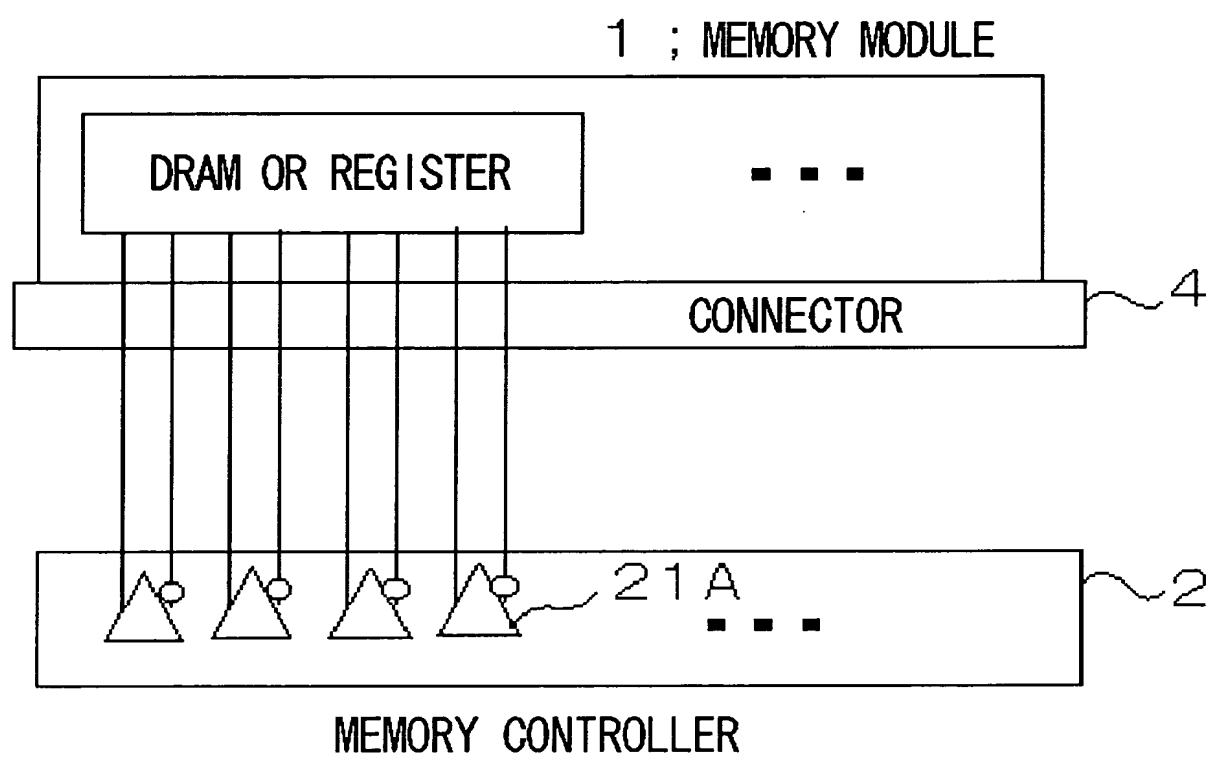 1 ; MEMORY MODULE
DRAM OR REGISTER
CONNECTOR
4
21A
2
MEMORY CONTROLLER